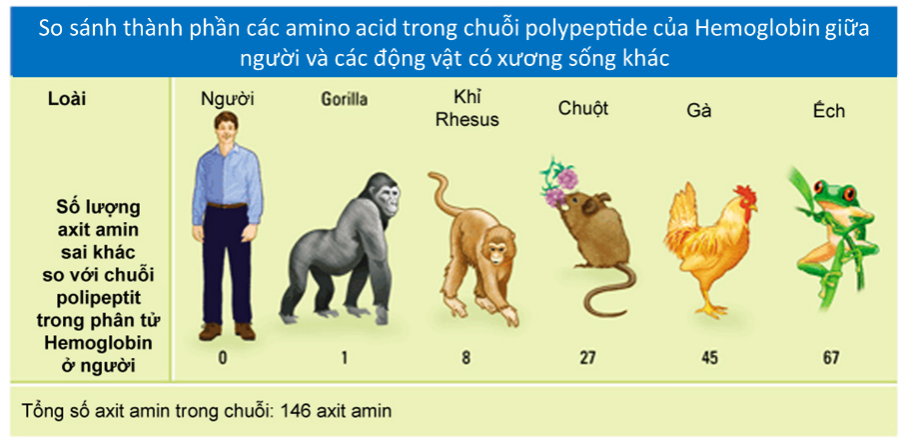 So sánh thành phần các amino acid trong chuỗi polypeptide của Hemoglobin giữa
người và các động vật có xương sống khác
Loài
Người
Gorilla
Khỉ
Rhesus
Chuột
Gà
Ếch
Số lượng
axit amin
sai khác
so với chuỗi
polipeptit
trong phân tử
Hemoglobin
ở người
0
1
8
27
45
67
Tổng số axit amin trong chuỗi: 146 axit amin